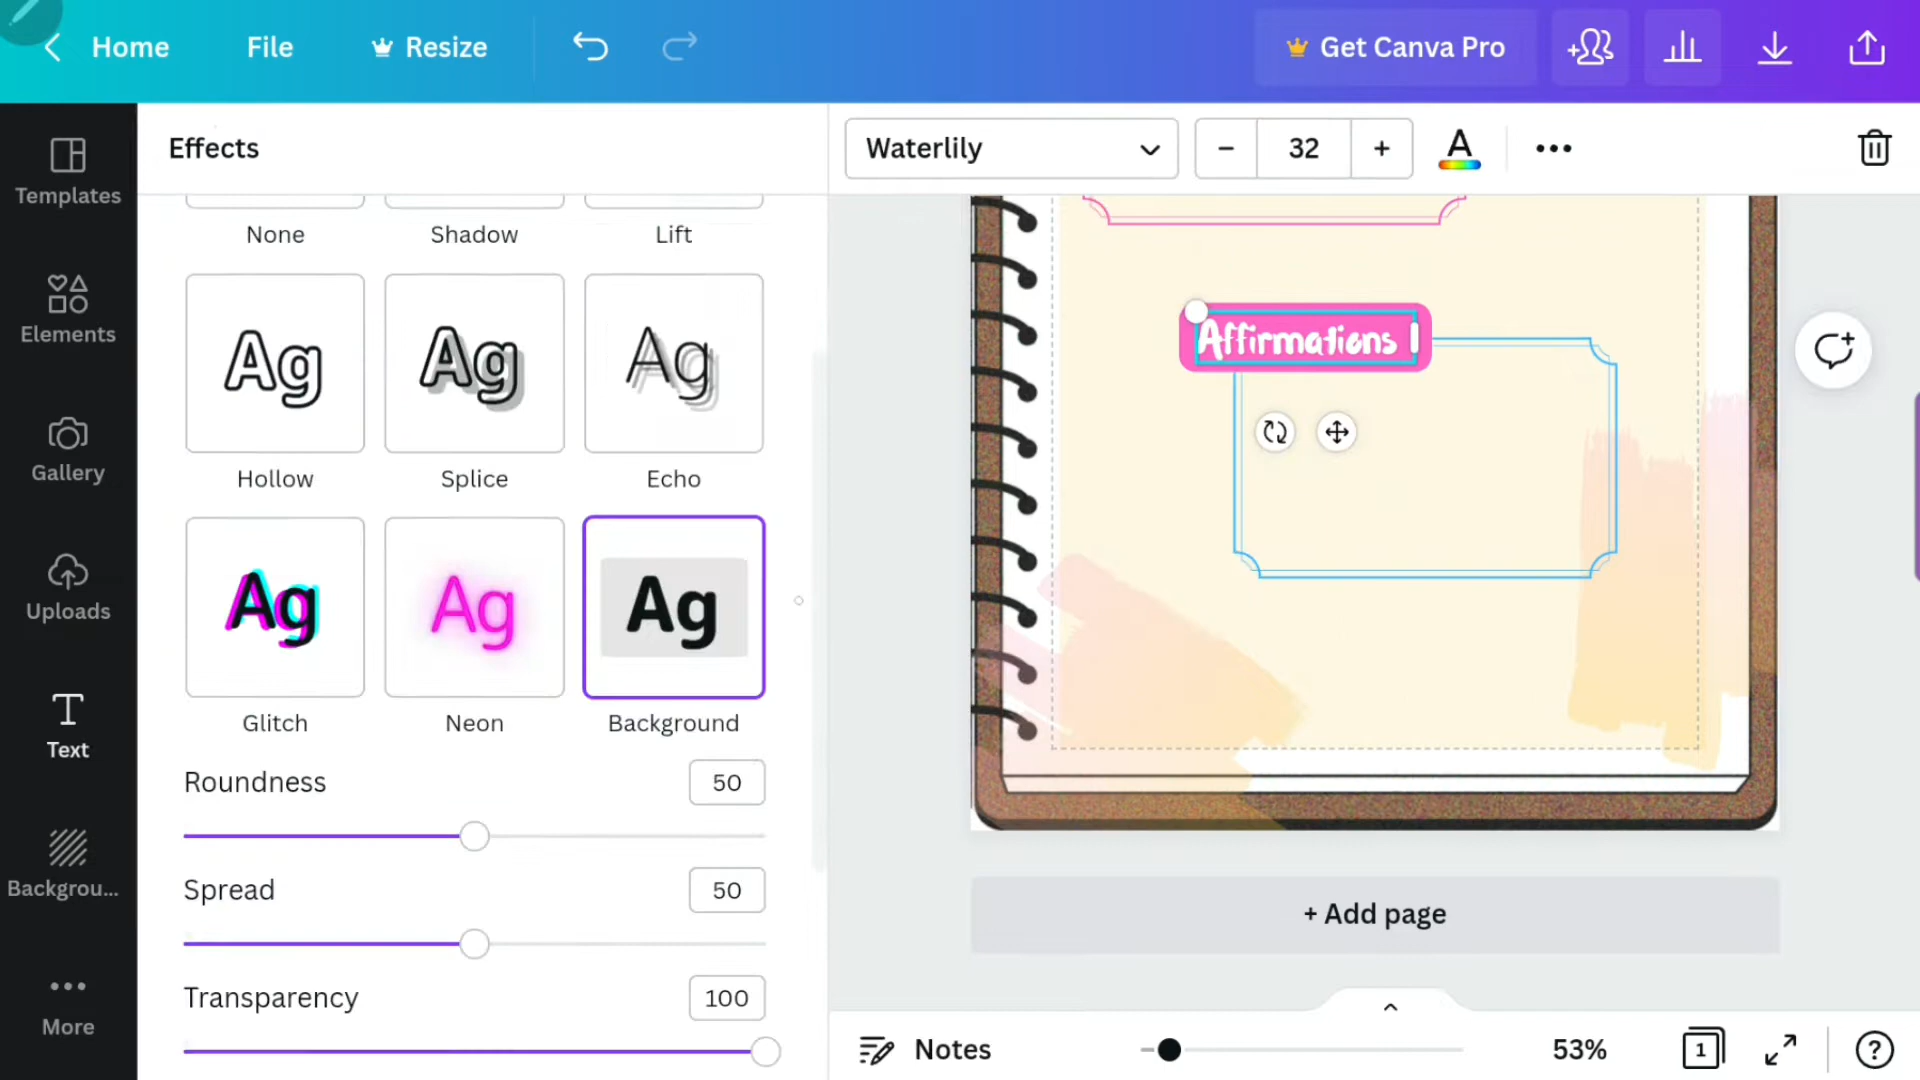 Home
File
Resize
Get Canva Pro
Effects
Waterlily
− 32 +
A
Templates
Elements
Gallery
Uploads
Text
Backgrou...
More
None
Shadow
Lift
Ag
Ag
Ag
Hollow
Splice
Echo
Ag
Ag
Ag
Glitch
Neon
Background
Roundness
50
Spread
50
Transparency
100
Affirmations
+ Add page
Notes
53%
1
?